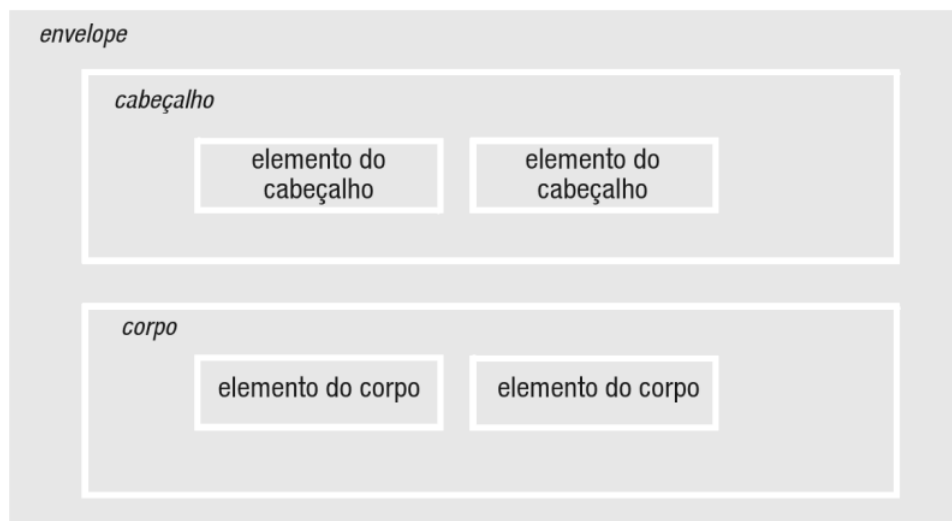 envelope
cabeçalho
elemento do
cabeçalho
elemento do
cabeçalho
corpo
elemento do corpo
elemento do corpo